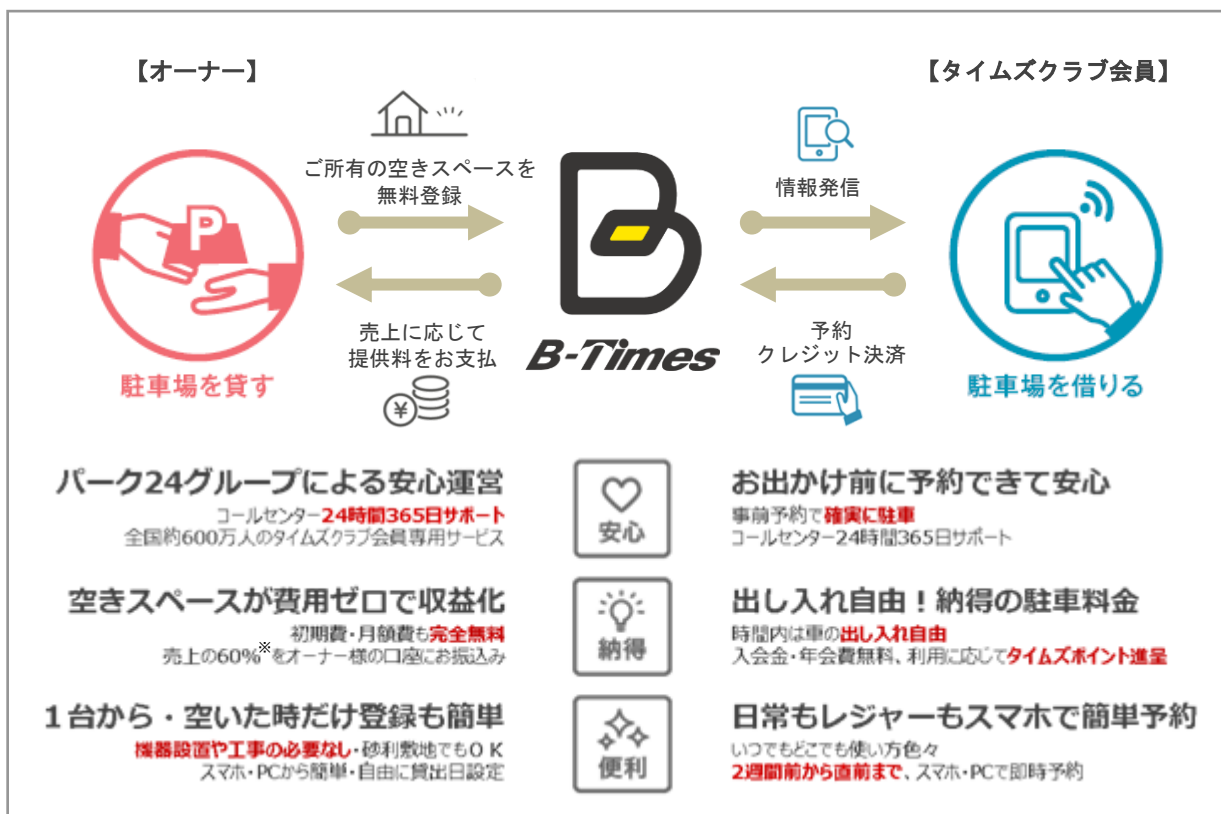 【オーナー】
【タイムズクラブ会員】
ご所有の空きスペースを
無料登録
情報発信
P
売上に応じて
提供料をお支払
¥
B-Times
予約
クレジット決済
駐車場を貸す
駐車場を借りる
パーク24グループによる安心運営
コールセンター24時間365日サポート
全国約600万人のタイムズクラブ会員専用サービス
安心
お出かけ前に予約できて安心
事前予約で確実に駐車
コールセンター24時間365日サポート
空きスペースが費用ゼロで収益化
初期費・月額費も完全無料
売上の60%※をオーナー様の口座にお振込み
納得
出し入れ自由！納得の駐車料金
時間内は車の出し入れ自由
入会金・年会費無料、利用に応じてタイムズポイント進呈
１台から・空いた時だけ登録も簡単
機器設置や工事の必要なし・砂利敷地でもＯＫ
スマホ・PCから簡単・自由に貸出日設定
便利
日常もレジャーもスマホで簡単予約
いつでもどこでも使い方色々
2週間前から直前まで、スマホ・PCで即時予約